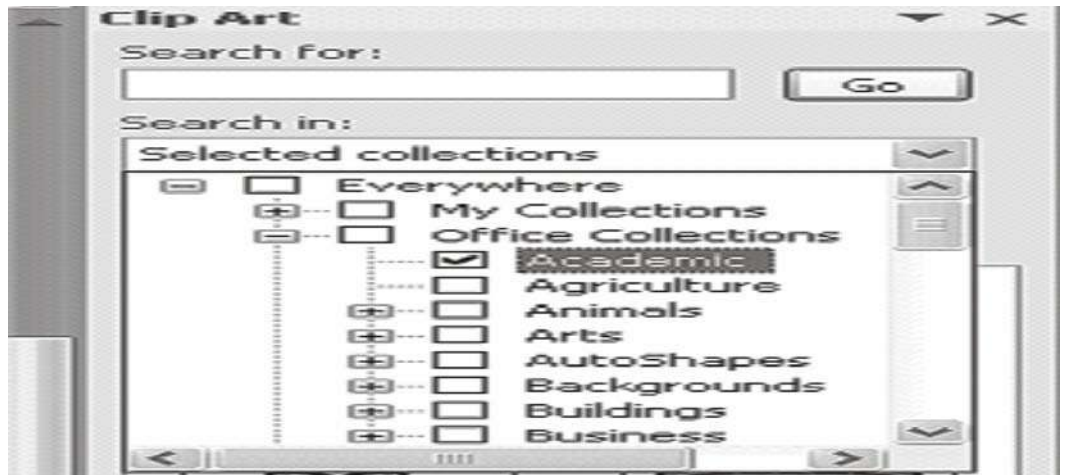 Clip Art
Search for:
Go
Search in:
Selected collections
Everywhere
My Collections
Office Collections
Academic
Agriculture
Animals
Arts
AutoShapes
Backgrounds
Buildings
Business